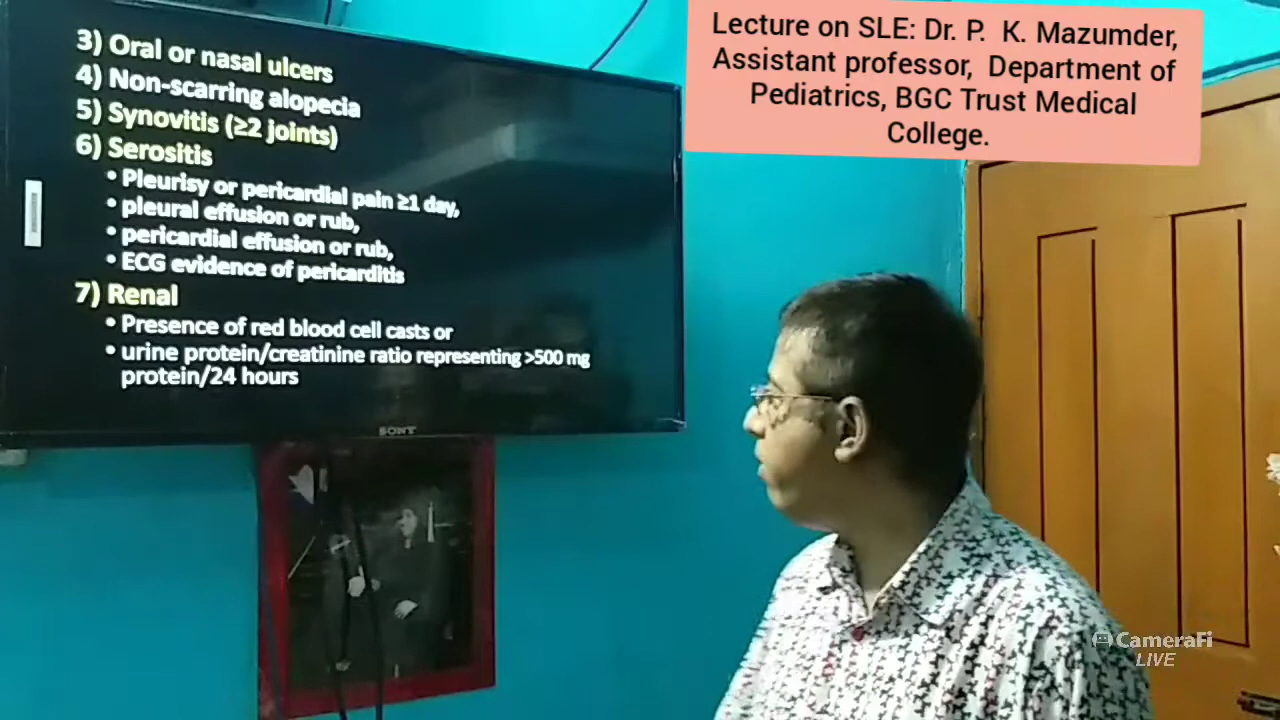 3) Oral or nasal ulcers
4) Non-scarring alopecia
5) Synovitis (≥2 joints)
6) Serositis
• Pleurisy or pericardial pain ≥1 day,
• pleural effusion or rub,
• pericardial effusion or rub,
• ECG evidence of pericarditis
7) Renal
• Presence of red blood cell casts or
• urine protein/creatinine ratio representing >500 mg
protein/24 hours
SONY
Lecture on SLE: Dr. P. K. Mazumder,
Assistant professor, Department of
Pediatrics, BGC Trust Medical
College.
CameraFi
LIVE